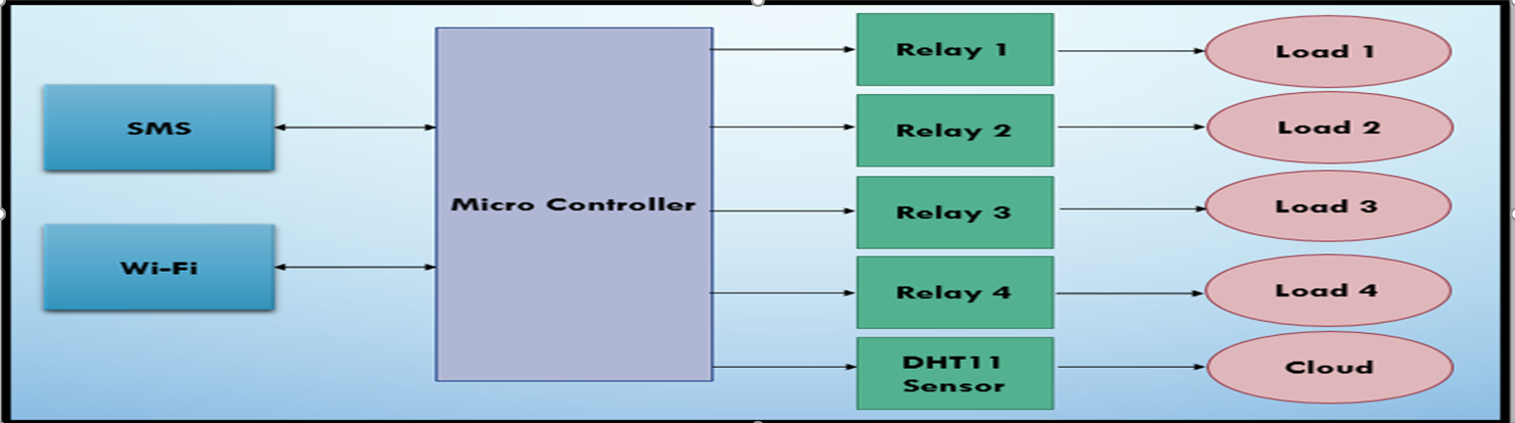 SMS
Wi-Fi
Micro Controller
Relay 1
Relay 2
Relay 3
Relay 4
DHT11
Sensor
Load 1
Load 2
Load 3
Load 4
Cloud